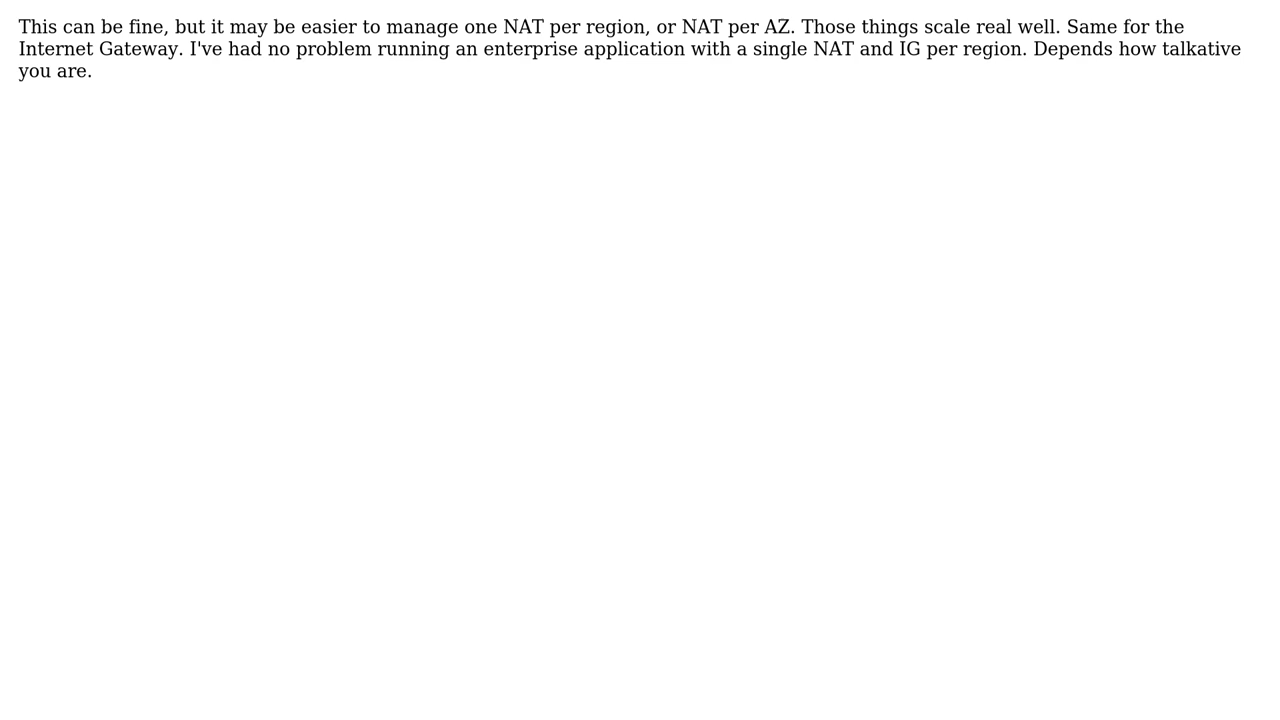 This can be fine, but it may be easier to manage one NAT per region, or NAT per AZ. Those things scale real well. Same for the
Internet Gateway. I've had no problem running an enterprise application with a single NAT and IG per region. Depends how talkative
you are.